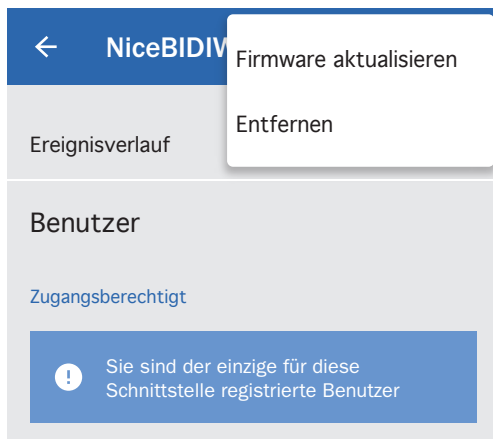 NiceBIDIW
Firmware aktualisieren
Entfernen
Ereignisverlauf
Benutzer
Zugangsberechtigt
Sie sind der einzige für diese
Schnittstelle registrierte Benutzer